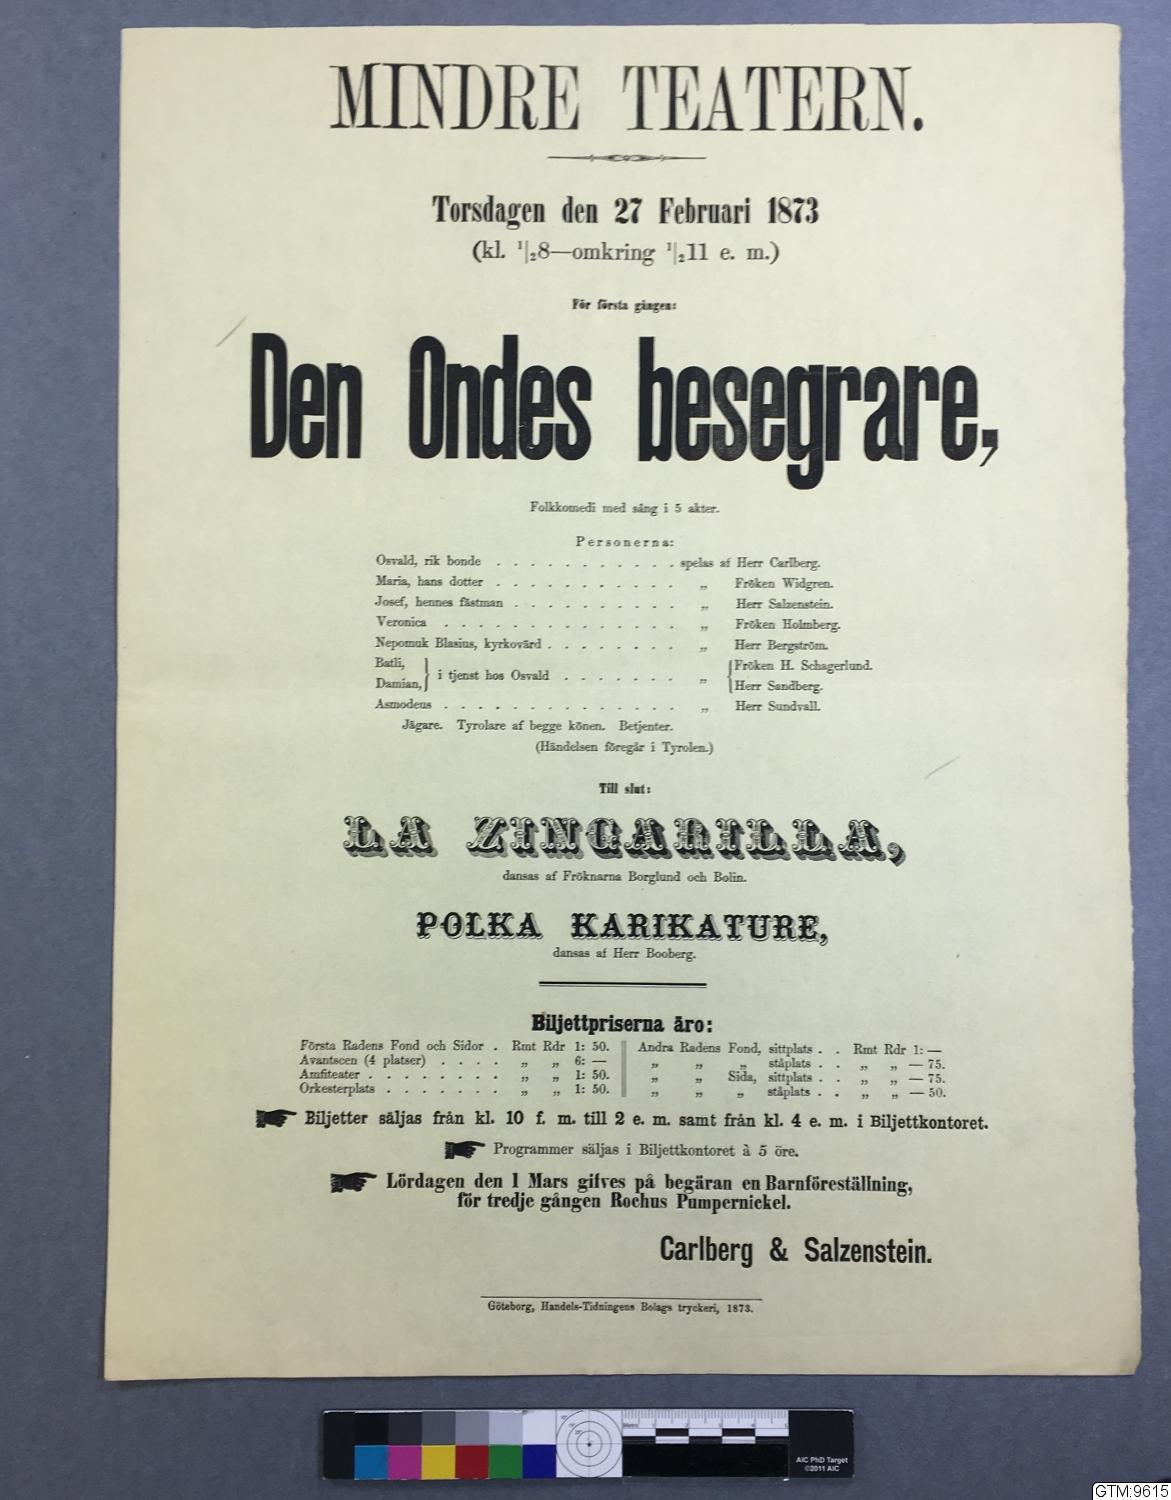 MINDRE TEATERN.
Torsdagen den 27 Februari 1873
(kl. 1/2 8—omkring 1/2 11 e. m.)
För första gången:
Den Ondes besegrare,
Folkkomedi med sång i 5 akter.
Personerna:
Osvald, rik bonde . . . . . . . . . . . spelas af Herr Carlberg.
Maria, hans dotter . . . . . . . . . . . „ Fröken Widgren.
Josef, hennes fästman . . . . . . . . . . „ Herr Salzenstein.
Veronica . . . . . . . . . . . . . . „ Fröken Holmberg.
Nepomuk Blasius, kyrkovärd . . . . . . . . „ Herr Bergström.
Batli, } i tjenst hos Osvald . . . . . . . „ { Fröken H. Schagerlund.
Damian, } { Herr Sandberg.
Asmodeus . . . . . . . . . . . . . . „ Herr Sundvall.
Jägare. Tyrolare af begge könen. Betjenter.
(Händelsen föregår i Tyrolen.)
Till slut:
LA ZINGARILLA,
dansas af Fröknarna Borglund och Bolin.
POLKA KARIKATURE,
dansas af Herr Booberg.
Biljettpriserna äro:
Första Radens Fond och Sidor . Rmt Rdr 1: 50.
Avantscen (4 platser) . . . . „ „ 6: —
Amfiteater . . . . . . . . „ „ 1: 50.
Orkesterplats . . . . . . . „ „ 1: 50.
Andra Radens Fond, sittplats . . Rmt Rdr 1: —
„ „ „ ståplats . . „ „ — 75.
„ „ Sida, sittplats . . „ „ — 75.
„ „ „ ståplats . . „ „ — 50.
Biljetter säljas från kl. 10 f. m. till 2 e. m. samt från kl. 4 e. m. i Biljettkontoret.
Programmer säljas i Biljettkontoret à 5 öre.
Lördagen den 1 Mars gifves på begäran en Barnföreställning,
för tredje gången Rochus Pumpernickel.
Carlberg & Salzenstein.
Göteborg, Handels-Tidningens Bolags tryckeri, 1873.
AIC PhD Target
©2011 AIC
GTM:9615